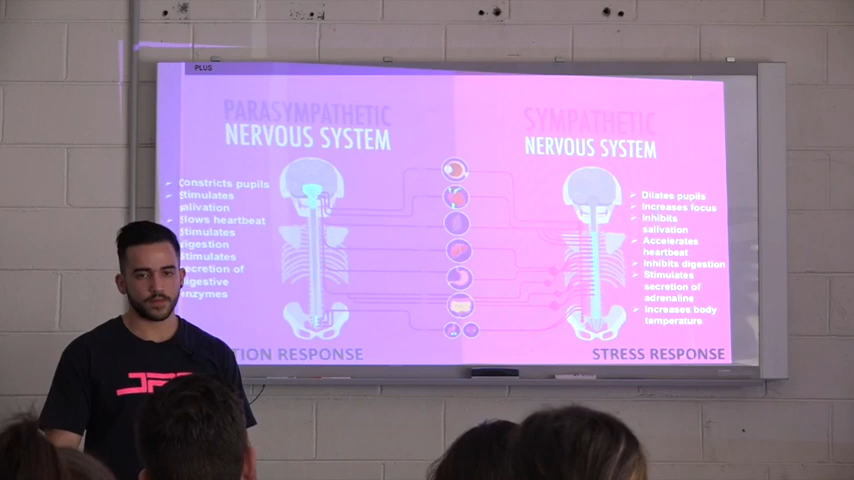 PLUS
PARASYMPATHETIC
NERVOUS SYSTEM
Constricts pupils
Stimulates
salivation
Slows heartbeat
Stimulates
digestion
Stimulates
secretion of
digestive
enzymes
TION RESPONSE
SYMPATHETIC
NERVOUS SYSTEM
Dilates pupils
Increases focus
Inhibits
salivation
Accelerates
heartbeat
Inhibits digestion
Stimulates
secretion of
adrenaline
Increases body
temperature
STRESS RESPONSE